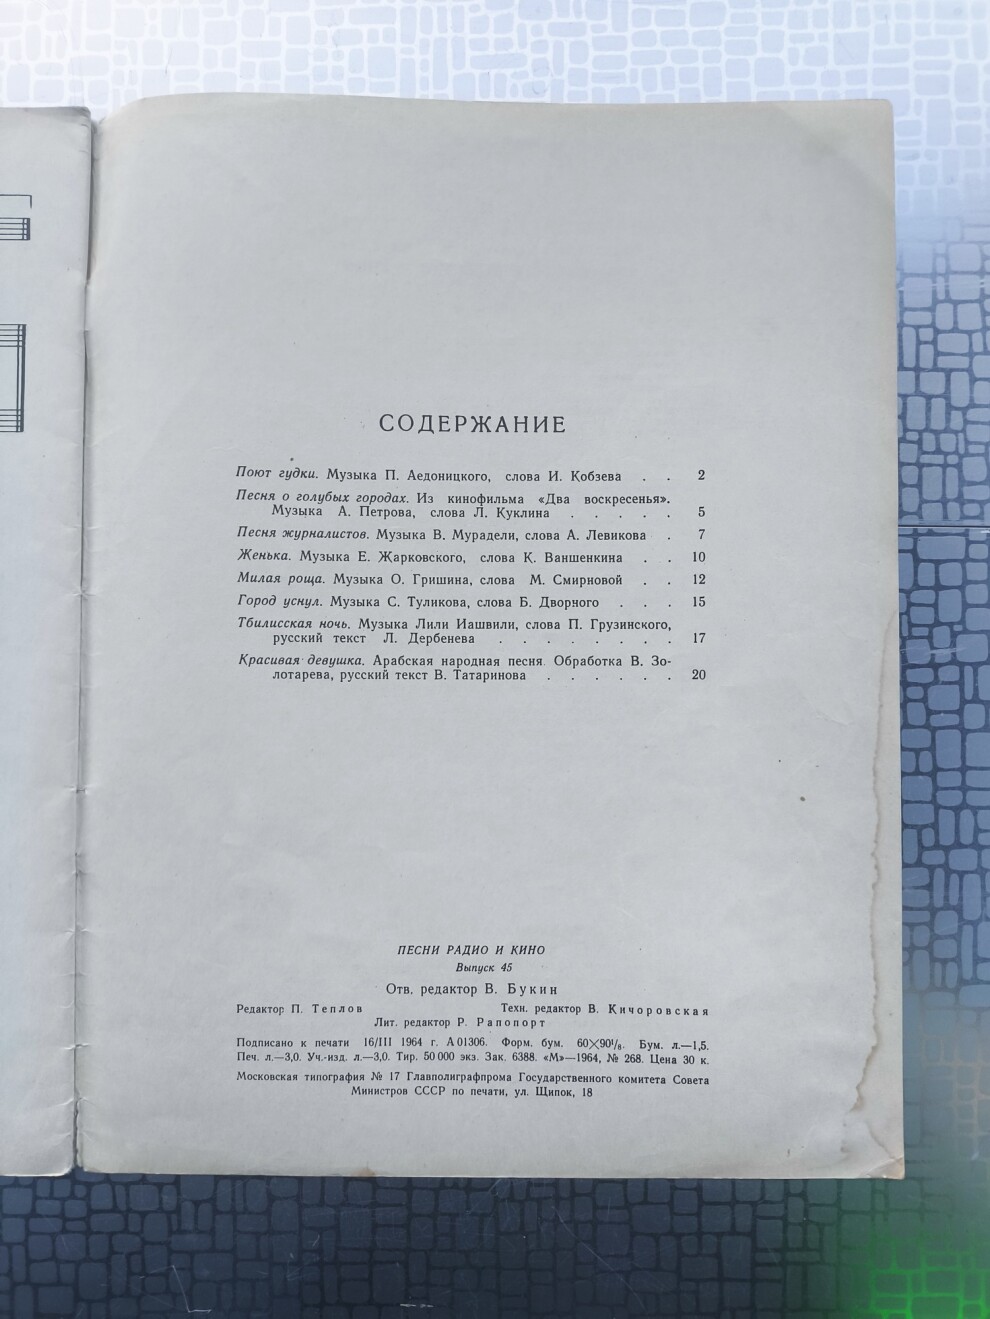 СОДЕРЖАНИЕ
Поют гудки. Музыка П. Аедоницкого, слова И. Кобзева . . 2
Песня о голубых городах. Из кинофильма «Два воскресенья».
Музыка А. Петрова, слова Л. Куклина . . . . . 5
Песня журналистов. Музыка В. Мурадели, слова А. Левикова . 7
Женька. Музыка Е. Жарковского, слова К. Ваншенкина . . 10
Милая роща. Музыка О. Гришина, слова М. Смирновой . . 12
Город уснул. Музыка С. Туликова, слова Б. Дворного . . . 15
Тбилисская ночь. Музыка Лили Иашвили, слова П. Грузинского,
русский текст Л. Дербенева . . . . . . . . 17
Красивая девушка. Арабская народная песня. Обработка В. Зо-
лотарева, русский текст В. Татаринова . . . . . . 20
ПЕСНИ РАДИО И КИНО
Выпуск 45
Отв. редактор В. Букин
Редактор П. Теплов Техн. редактор В. Кичоровская
Лит. редактор Р. Рапопорт
Подписано к печати 16/III 1964 г. А 01306. Форм. бум. 60×90⅛. Бум. л.—1,5.
Печ. л.—3,0. Уч.-изд. л.—3,0. Тир. 50 000 экз. Зак. 6388. «М»—1964, № 268. Цена 30 к.
Московская типография № 17 Главполиграфпрома Государственного комитета Совета
Министров СССР по печати, ул. Щипок, 18